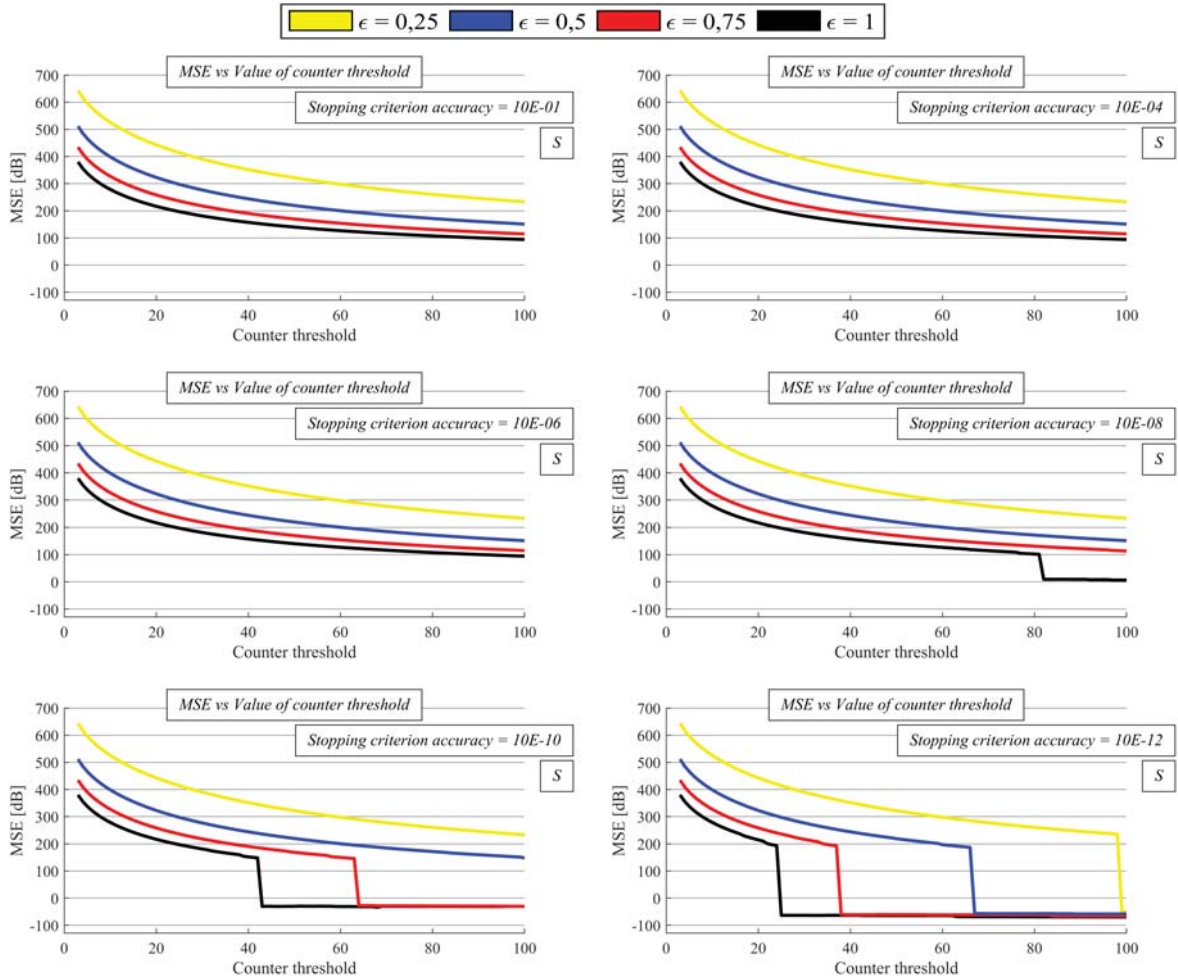 ϵ = 0,25 ϵ = 0,5 ϵ = 0,75 ϵ = 1
MSE vs Value of counter threshold
Stopping criterion accuracy = 10E-01
S
700
600
500
400
300
200
100
0
-100
MSE [dB]
0 20 40 60 80 100
Counter threshold
MSE vs Value of counter threshold
Stopping criterion accuracy = 10E-04
S
700
600
500
400
300
200
100
0
-100
MSE [dB]
0 20 40 60 80 100
Counter threshold
MSE vs Value of counter threshold
Stopping criterion accuracy = 10E-06
S
700
600
500
400
300
200
100
0
-100
MSE [dB]
0 20 40 60 80 100
Counter threshold
MSE vs Value of counter threshold
Stopping criterion accuracy = 10E-08
S
700
600
500
400
300
200
100
0
-100
MSE [dB]
0 20 40 60 80 100
Counter threshold
MSE vs Value of counter threshold
Stopping criterion accuracy = 10E-10
S
700
600
500
400
300
200
100
0
-100
MSE [dB]
0 20 40 60 80 100
Counter threshold
MSE vs Value of counter threshold
Stopping criterion accuracy = 10E-12
S
700
600
500
400
300
200
100
0
-100
MSE [dB]
0 20 40 60 80 100
Counter threshold